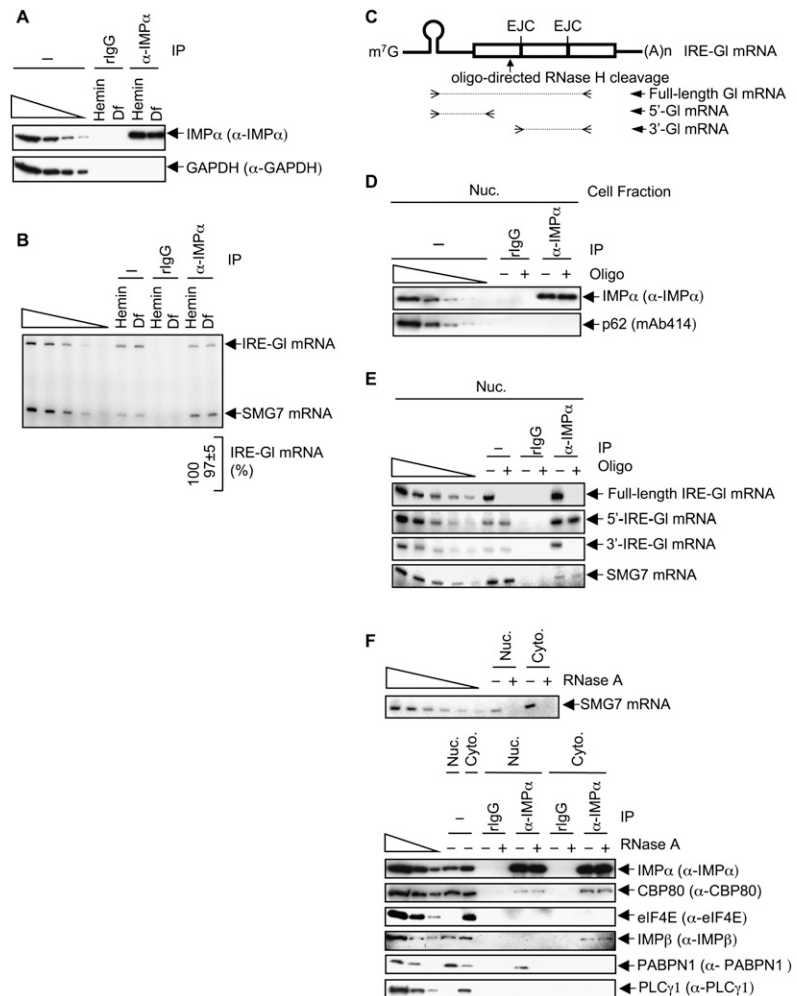 A
–
rIgG
α-IMPα
IP
Hemin
Df
Hemin
Df
IMPα (α-IMPα)
GAPDH (α-GAPDH)
B
–
rIgG
α-IMPα
IP
Hemin
Df
Hemin
Df
Hemin
Df
IRE-Gl mRNA
SMG7 mRNA
100
97±5
IRE-Gl mRNA
(%)
C
EJC
EJC
m⁷G
(A)n
IRE-Gl mRNA
oligo-directed RNase H cleavage
Full-length Gl mRNA
5'-Gl mRNA
3'-Gl mRNA
D
Nuc.
Cell Fraction
–
rIgG
α-IMPα
IP
– + – +
Oligo
IMPα (α-IMPα)
p62 (mAb414)
E
Nuc.
–
rIgG
α-IMPα
IP
– + – + – +
Oligo
Full-length IRE-Gl mRNA
5'-IRE-Gl mRNA
3'-IRE-Gl mRNA
SMG7 mRNA
F
Nuc.
Cyto.
– + – +
RNase A
SMG7 mRNA
Nuc.
Cyto.
Nuc.
Cyto.
–
rIgG
α-IMPα
rIgG
α-IMPα
IP
– – – + – + – + – +
RNase A
IMPα (α-IMPα)
CBP80 (α-CBP80)
eIF4E (α-eIF4E)
IMPβ (α-IMPβ)
PABPN1 (α- PABPN1 )
PLCγ1 (α-PLCγ1)